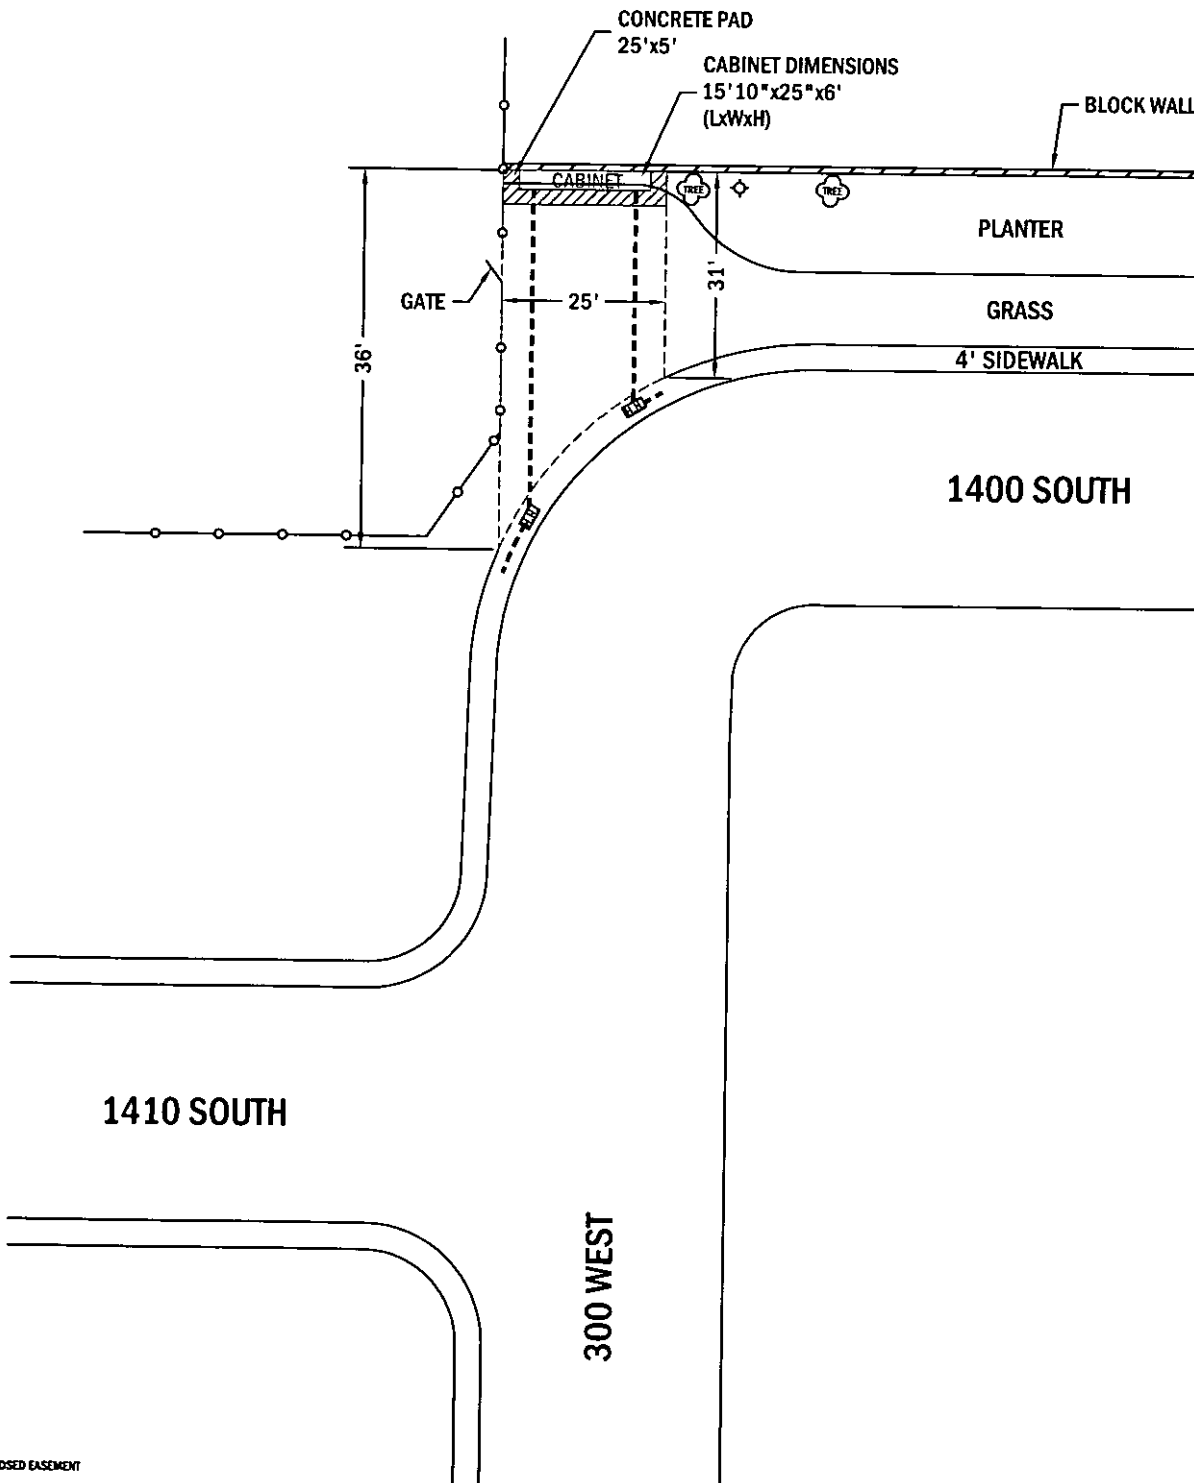 CONCRETE PAD
25'x5'
CABINET DIMENSIONS
15'10"x25"x6'
(LxWxH)
BLOCK WALL
CABINET
TREE
TREE
PLANTER
GATE
25'
31'
36'
GRASS
4' SIDEWALK
1400 SOUTH
1410 SOUTH
300 WEST
EASEMENT